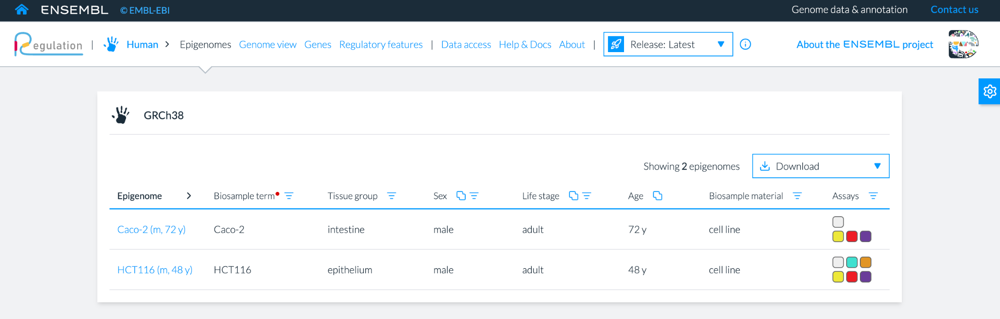 ENSEMBL © EMBL-EBI Genome data & annotation Contact us
Regulation | Human Epigenomes Genome view Genes Regulatory features | Data access Help & Docs About | Release: Latest About the ENSEMBL project
GRCh38
Showing 2 epigenomes Download
Epigenome Biosample term Tissue group Sex Life stage Age Biosample material Assays
Caco-2 (m, 72 y) Caco-2 intestine male adult 72 y cell line
HCT116 (m, 48 y) HCT116 epithelium male adult 48 y cell line